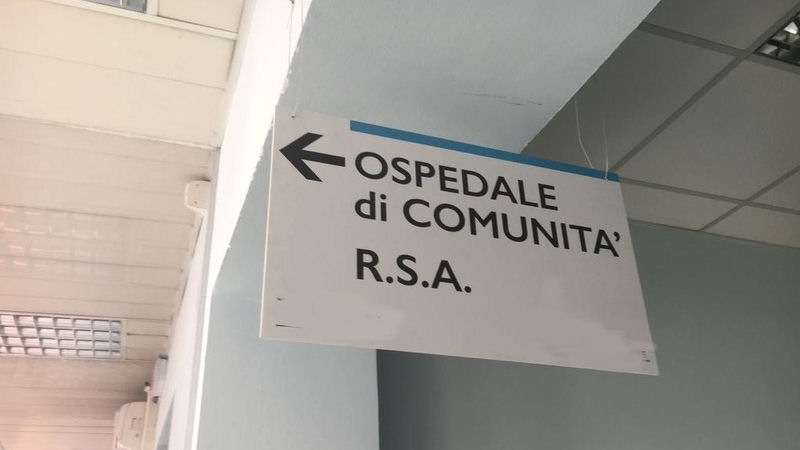 OSPEDALE
di COMUNITA'
R.S.A.